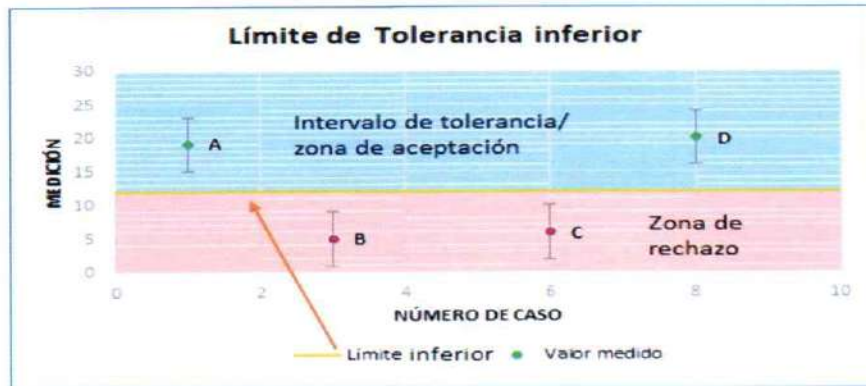 Límite de Tolerancia inferior
30
25
20
15
10
5
0
MEDICIÓN
A
Intervalo de tolerancia/
zona de aceptación
D
B
C
Zona de
rechazo
0
2
4
6
8
10
NÚMERO DE CASO
Límite inferior
Valor medido